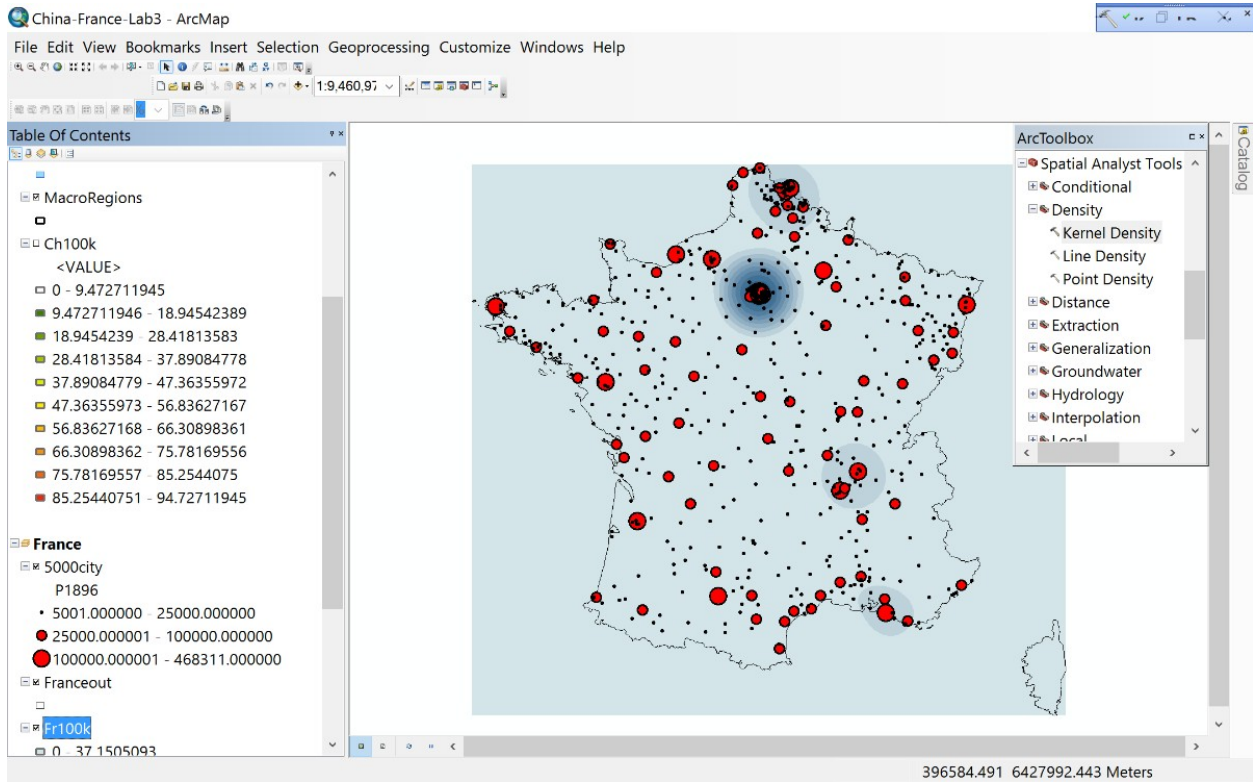 China-France-Lab3 - ArcMap
File Edit View Bookmarks Insert Selection Geoprocessing Customize Windows Help
1:9,460,97
Table Of Contents
MacroRegions
Ch100k
<VALUE>
0 - 9.472711945
9.472711946 - 18.94542389
18.9454239 - 28.41813583
28.41813584 - 37.89084778
37.89084779 - 47.36355972
47.36355973 - 56.83627167
56.83627168 - 66.30898361
66.30898362 - 75.78169556
75.78169557 - 85.2544075
85.25440751 - 94.72711945
France
5000city
P1896
5001.000000 - 25000.000000
25000.000001 - 100000.000000
100000.000001 - 468311.000000
Franceout
Fr100k
0 - 37.1505093
ArcToolbox
Spatial Analyst Tools
Conditional
Density
Kernel Density
Line Density
Point Density
Distance
Extraction
Generalization
Groundwater
Hydrology
Interpolation
Local
Catalog
396584.491 6427992.443 Meters